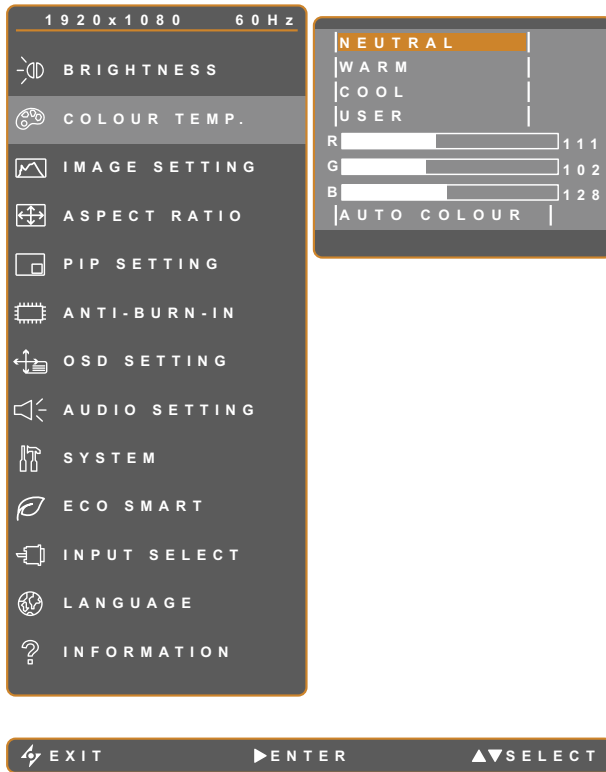 1920x1080 60Hz
BRIGHTNESS
COLOUR TEMP.
IMAGE SETTING
ASPECT RATIO
PIP SETTING
ANTI-BURN-IN
OSD SETTING
AUDIO SETTING
SYSTEM
ECO SMART
INPUT SELECT
LANGUAGE
INFORMATION
NEUTRAL
WARM
COOL
USER
R 111
G 102
B 128
AUTO COLOUR
EXIT ▶ENTER ▲▼SELECT